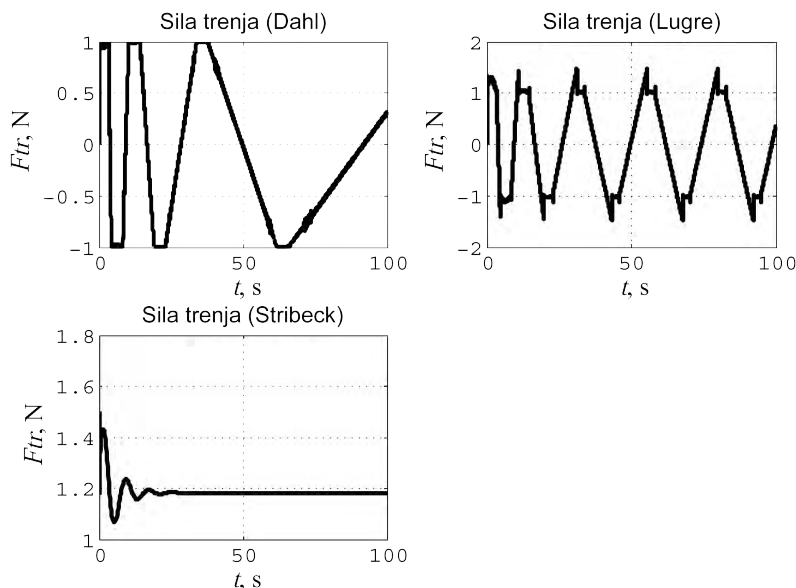 Sila trenja (Dahl)
1
0.5
0
-0.5
-1
Ftr, N
0 50 100
t, s
Sila trenja (Lugre)
2
1
0
-1
-2
Ftr, N
0 50 100
t, s
Sila trenja (Stribeck)
1.8
1.6
1.4
1.2
1
Ftr, N
0 50 100
t, s